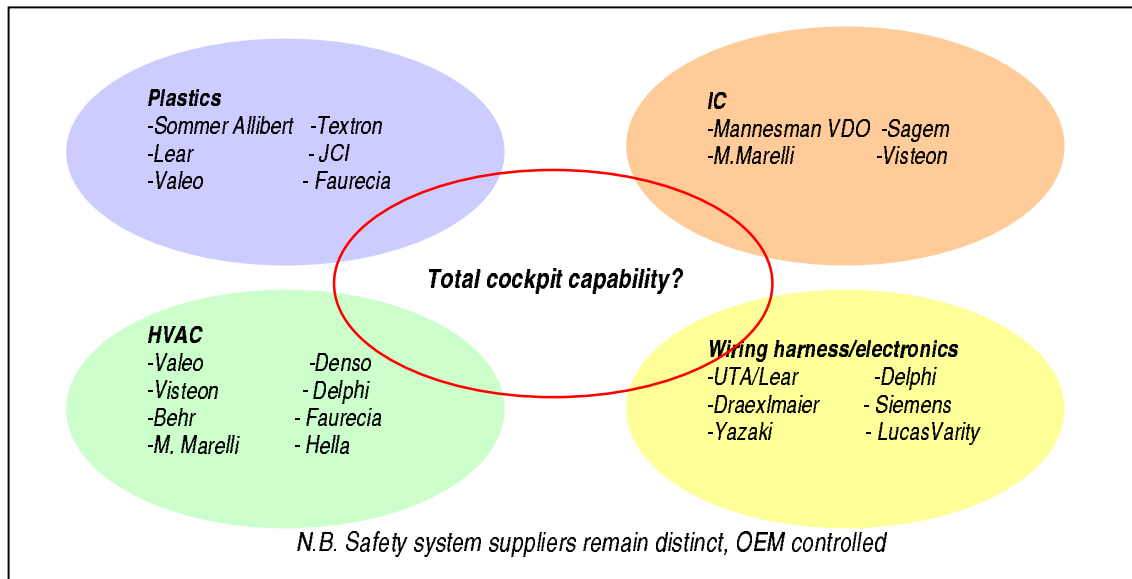 Plastics
-Sommer Allibert -Textron
-Lear - JCI
-Valeo - Faurecia
IC
-Mannesman VDO -Sagem
-M.Marelli -Visteon
Total cockpit capability?
HVAC
-Valeo -Denso
-Visteon - Delphi
-Behr - Faurecia
-M. Marelli - Hella
Wiring harness/electronics
-UTA/Lear -Delphi
-Draexlmaier - Siemens
-Yazaki - LucasVarity
N.B. Safety system suppliers remain distinct, OEM controlled